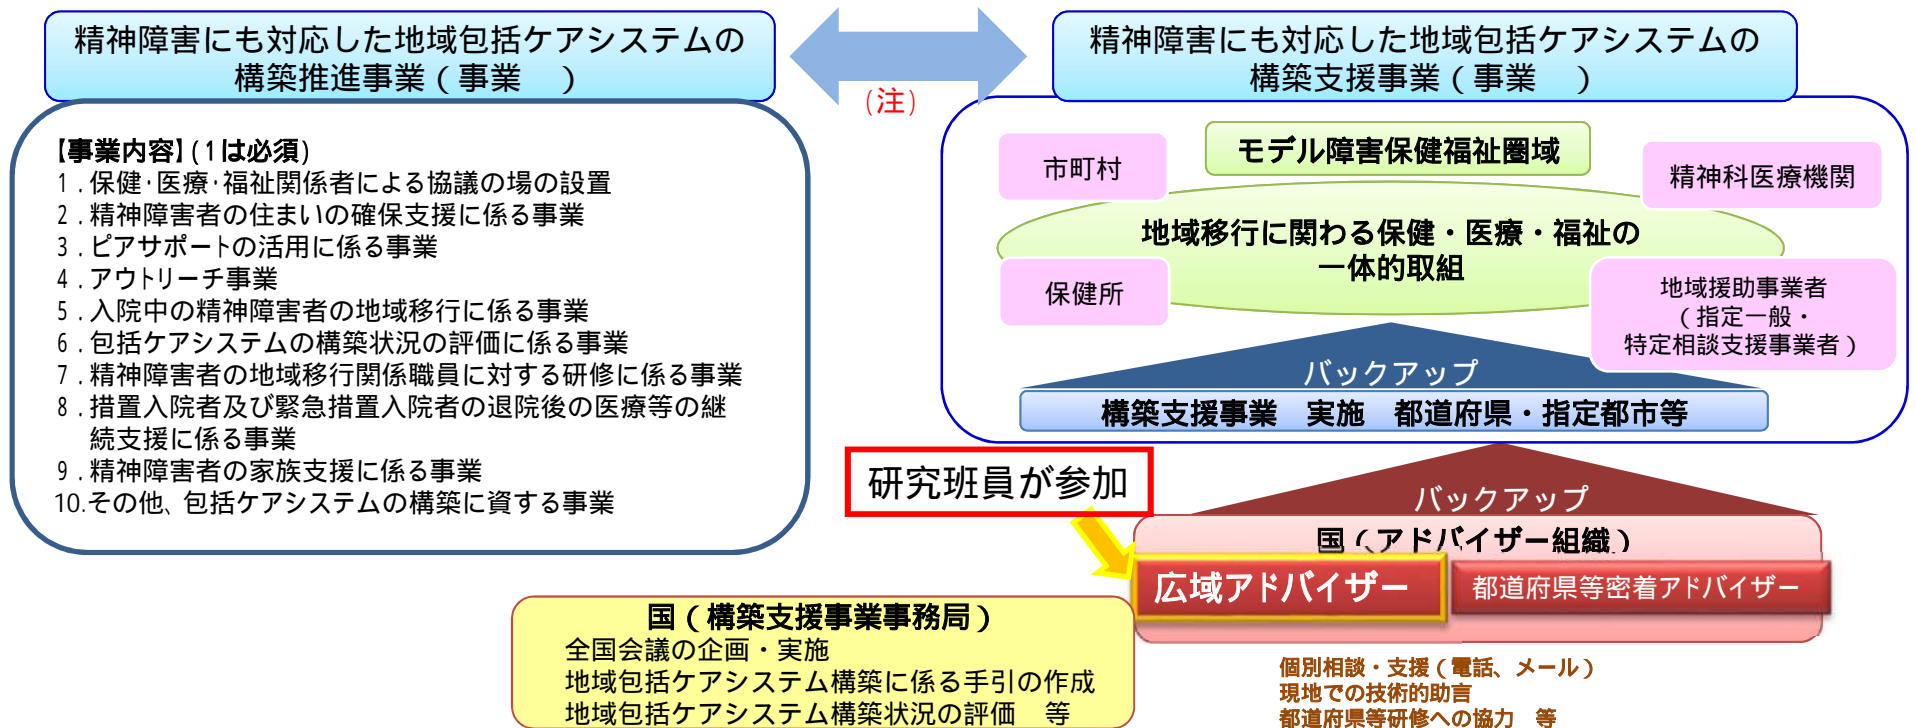 精神障害にも対応した地域包括ケアシステムの
構築推進事業(事業　)
【事業内容】(1は必須)
1．保健・医療・福祉関係者による協議の場の設置
2．精神障害者の住まいの確保支援に係る事業
3．ピアサポートの活用に係る事業
4．アウトリーチ事業
5．入院中の精神障害者の地域移行に係る事業
6．包括ケアシステムの構築状況の評価に係る事業
7．精神障害者の地域移行関係職員に対する研修に係る事業
8．措置入院者及び緊急措置入院者の退院後の医療等の継
続支援に係る事業
9．精神障害者の家族支援に係る事業
10.その他、包括ケアシステムの構築に資する事業
(注)
精神障害にも対応した地域包括ケアシステムの
構築支援事業(事業　)
モデル障害保健福祉圏域
市町村
精神科医療機関
地域移行に関わる保健・医療・福祉の
一体的取組
保健所
地域援助事業者
(指定一般・
特定相談支援事業者)
バックアップ
構築支援事業　実施　都道府県・指定都市等
研究班員が参加
バックアップ
国(アドバイザー組織)
広域アドバイザー
都道府県等密着アドバイザー
国(構築支援事業事務局)
全国会議の企画・実施
地域包括ケアシステム構築に係る手引の作成
地域包括ケアシステム構築状況の評価　等
個別相談・支援(電話、メール)
現地での技術的助言
都道府県等研修への協力　等